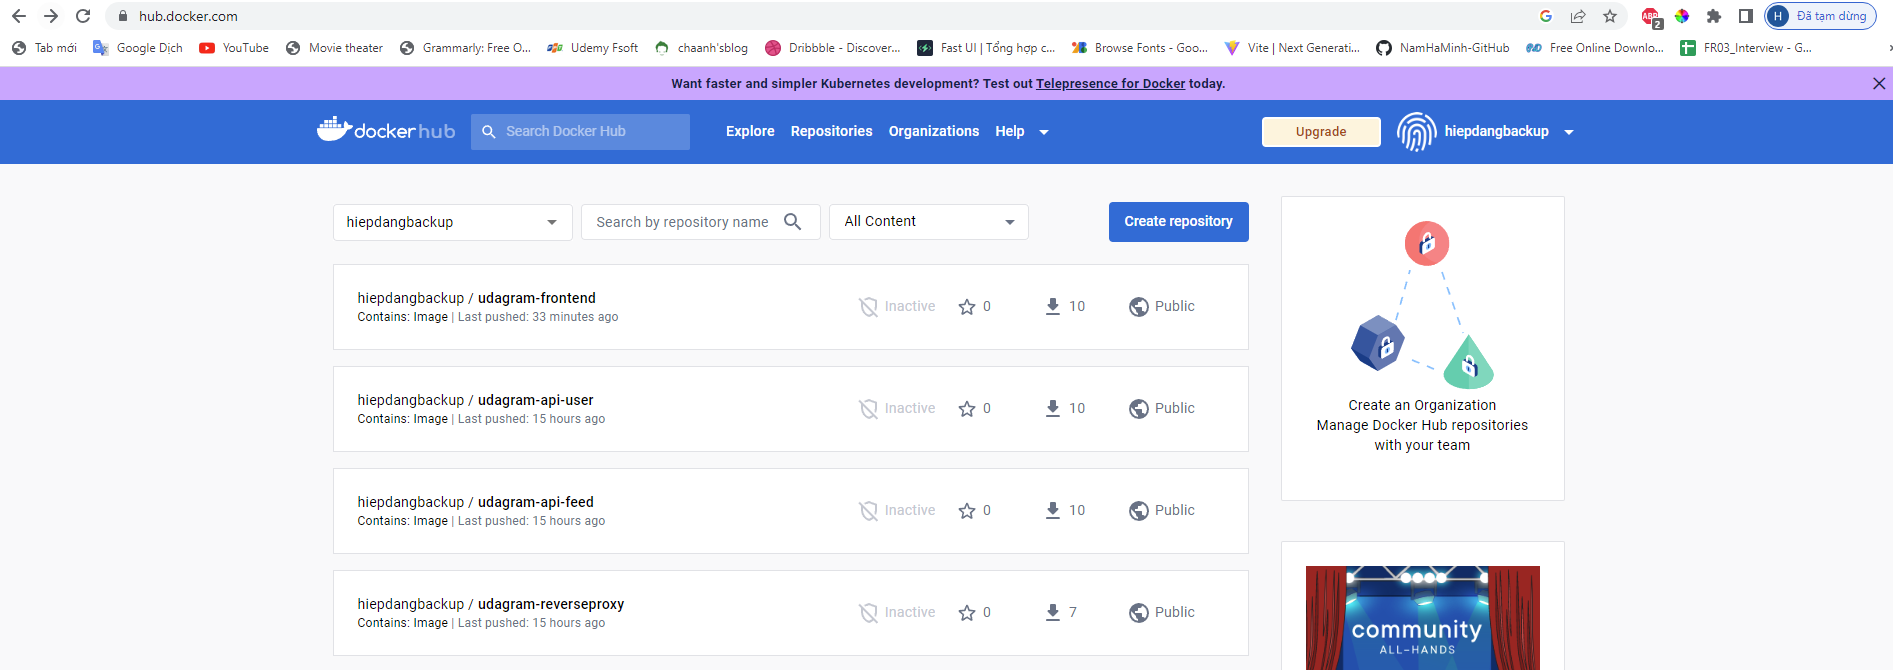 hub.docker.com
ABP
2
H
Đã tạm dừng
Tab mới
Google Dịch
YouTube
Movie theater
Grammarly: Free O...
Udemy Fsoft
chaanh'sblog
Dribbble - Discover...
Fast UI | Tổng hợp c...
Browse Fonts - Goo...
Vite | Next Generati...
NamHaMinh-GitHub
Free Online Downlo...
FR03_Interview - G...
Want faster and simpler Kubernetes development? Test out Telepresence for Docker today.
docker hub
Search Docker Hub
Explore
Repositories
Organizations
Help
Upgrade
hiepdangbackup
hiepdangbackup
Search by repository name
All Content
Create repository
hiepdangbackup / udagram-frontend
Contains: Image | Last pushed: 33 minutes ago
Inactive
0
10
Public
hiepdangbackup / udagram-api-user
Contains: Image | Last pushed: 15 hours ago
Inactive
0
10
Public
hiepdangbackup / udagram-api-feed
Contains: Image | Last pushed: 15 hours ago
Inactive
0
10
Public
hiepdangbackup / udagram-reverseproxy
Contains: Image | Last pushed: 15 hours ago
Inactive
0
7
Public
Create an Organization
Manage Docker Hub repositories
with your team
community
ALL-HANDS